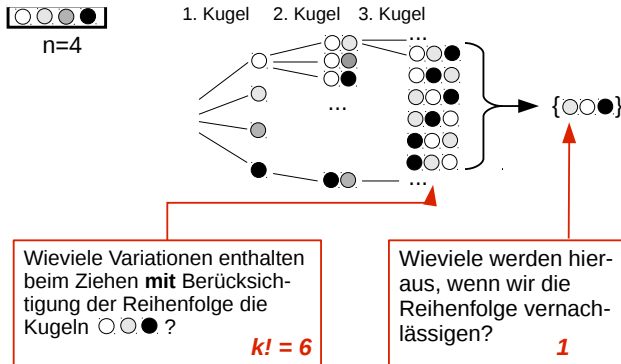 1. Kugel 2. Kugel 3. Kugel
n=4
...
...
...
{ }
Wieviele Variationen enthalten
beim Ziehen mit Berücksich-
tigung der Reihenfolge die
Kugeln ?
k! = 6
Wieviele werden hier-
aus, wenn wir die
Reihenfolge vernach-
lässigen?
1